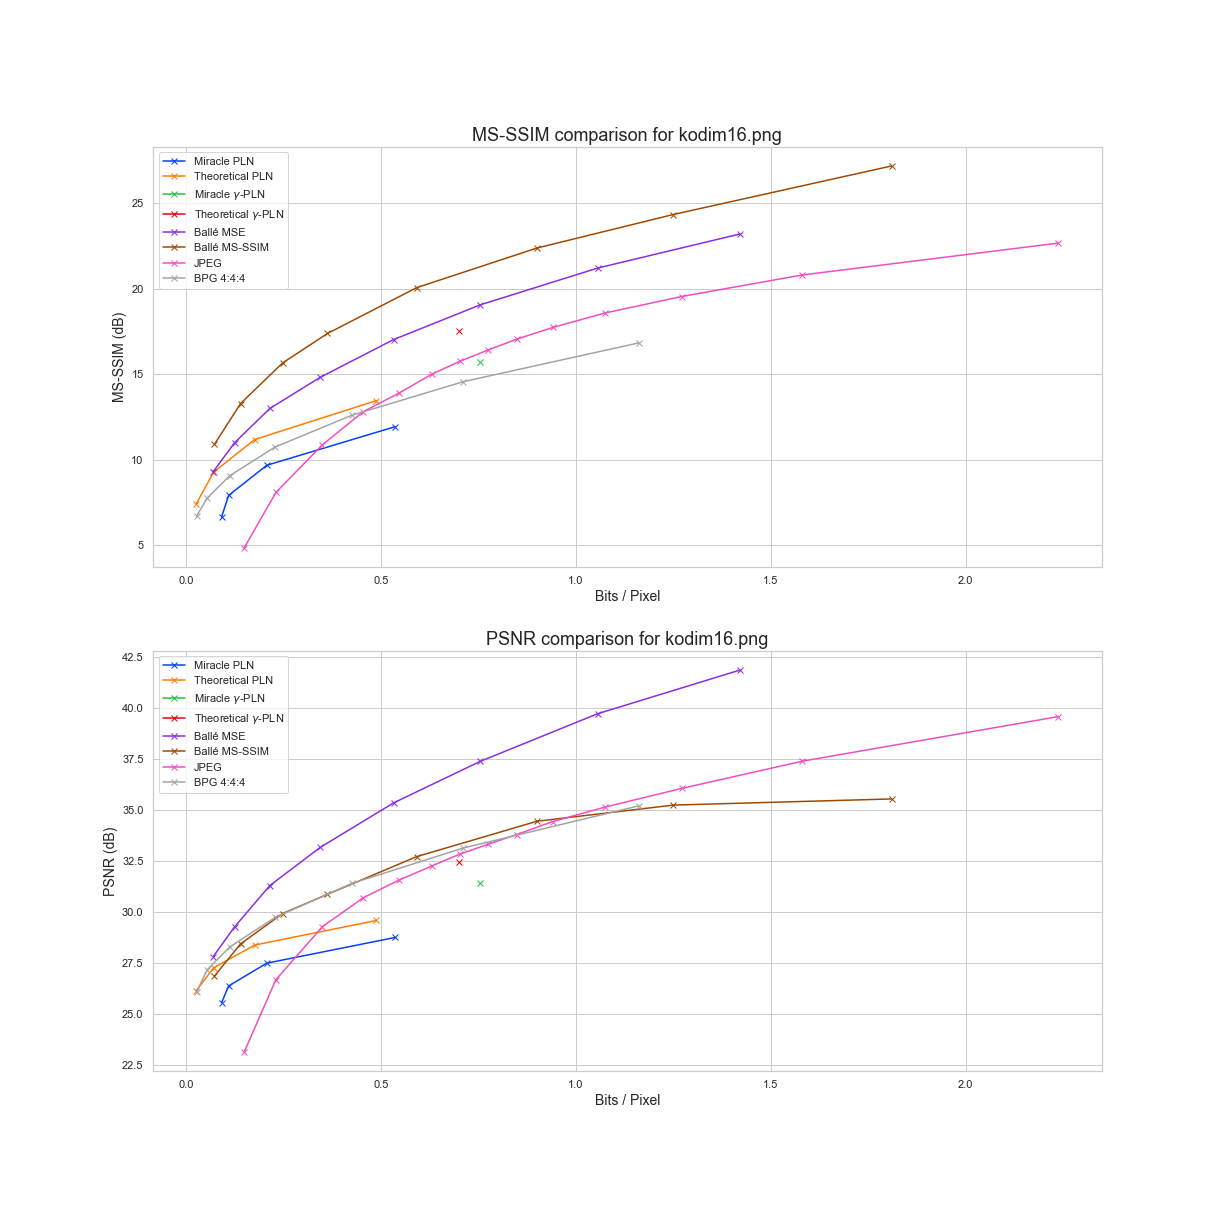 MS-SSIM comparison for kodim16.png
Miracle PLN
Theoretical PLN
Miracle γ-PLN
Theoretical γ-PLN
Ballé MSE
Ballé MS-SSIM
JPEG
BPG 4:4:4
25
20
15
10
5
MS-SSIM (dB)
0.0 0.5 1.0 1.5 2.0
Bits / Pixel
PSNR comparison for kodim16.png
Miracle PLN
Theoretical PLN
Miracle γ-PLN
Theoretical γ-PLN
Ballé MSE
Ballé MS-SSIM
JPEG
BPG 4:4:4
42.5
40.0
37.5
35.0
32.5
30.0
27.5
25.0
22.5
PSNR (dB)
0.0 0.5 1.0 1.5 2.0
Bits / Pixel